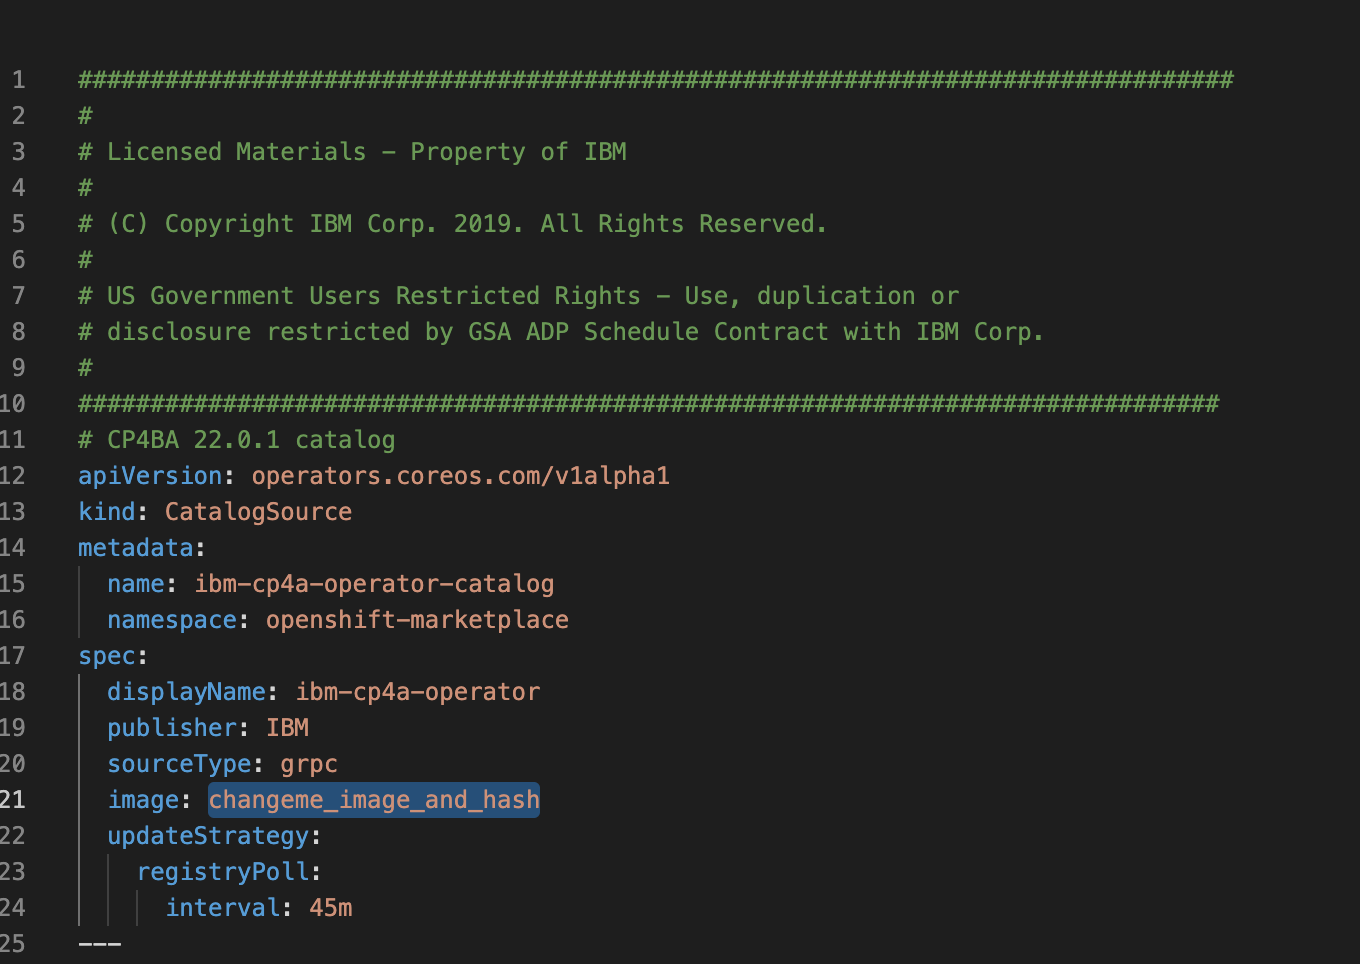 1 ################################################################################
2 #
3 # Licensed Materials - Property of IBM
4 #
5 # (C) Copyright IBM Corp. 2019. All Rights Reserved.
6 #
7 # US Government Users Restricted Rights - Use, duplication or
8 # disclosure restricted by GSA ADP Schedule Contract with IBM Corp.
9 #
10 ###############################################################################
11 # CP4BA 22.0.1 catalog
12 apiVersion: operators.coreos.com/v1alpha1
13 kind: CatalogSource
14 metadata:
15   name: ibm-cp4a-operator-catalog
16   namespace: openshift-marketplace
17 spec:
18   displayName: ibm-cp4a-operator
19   publisher: IBM
20   sourceType: grpc
21   image: changeme_image_and_hash
22   updateStrategy:
23     registryPoll:
24       interval: 45m
25 ---